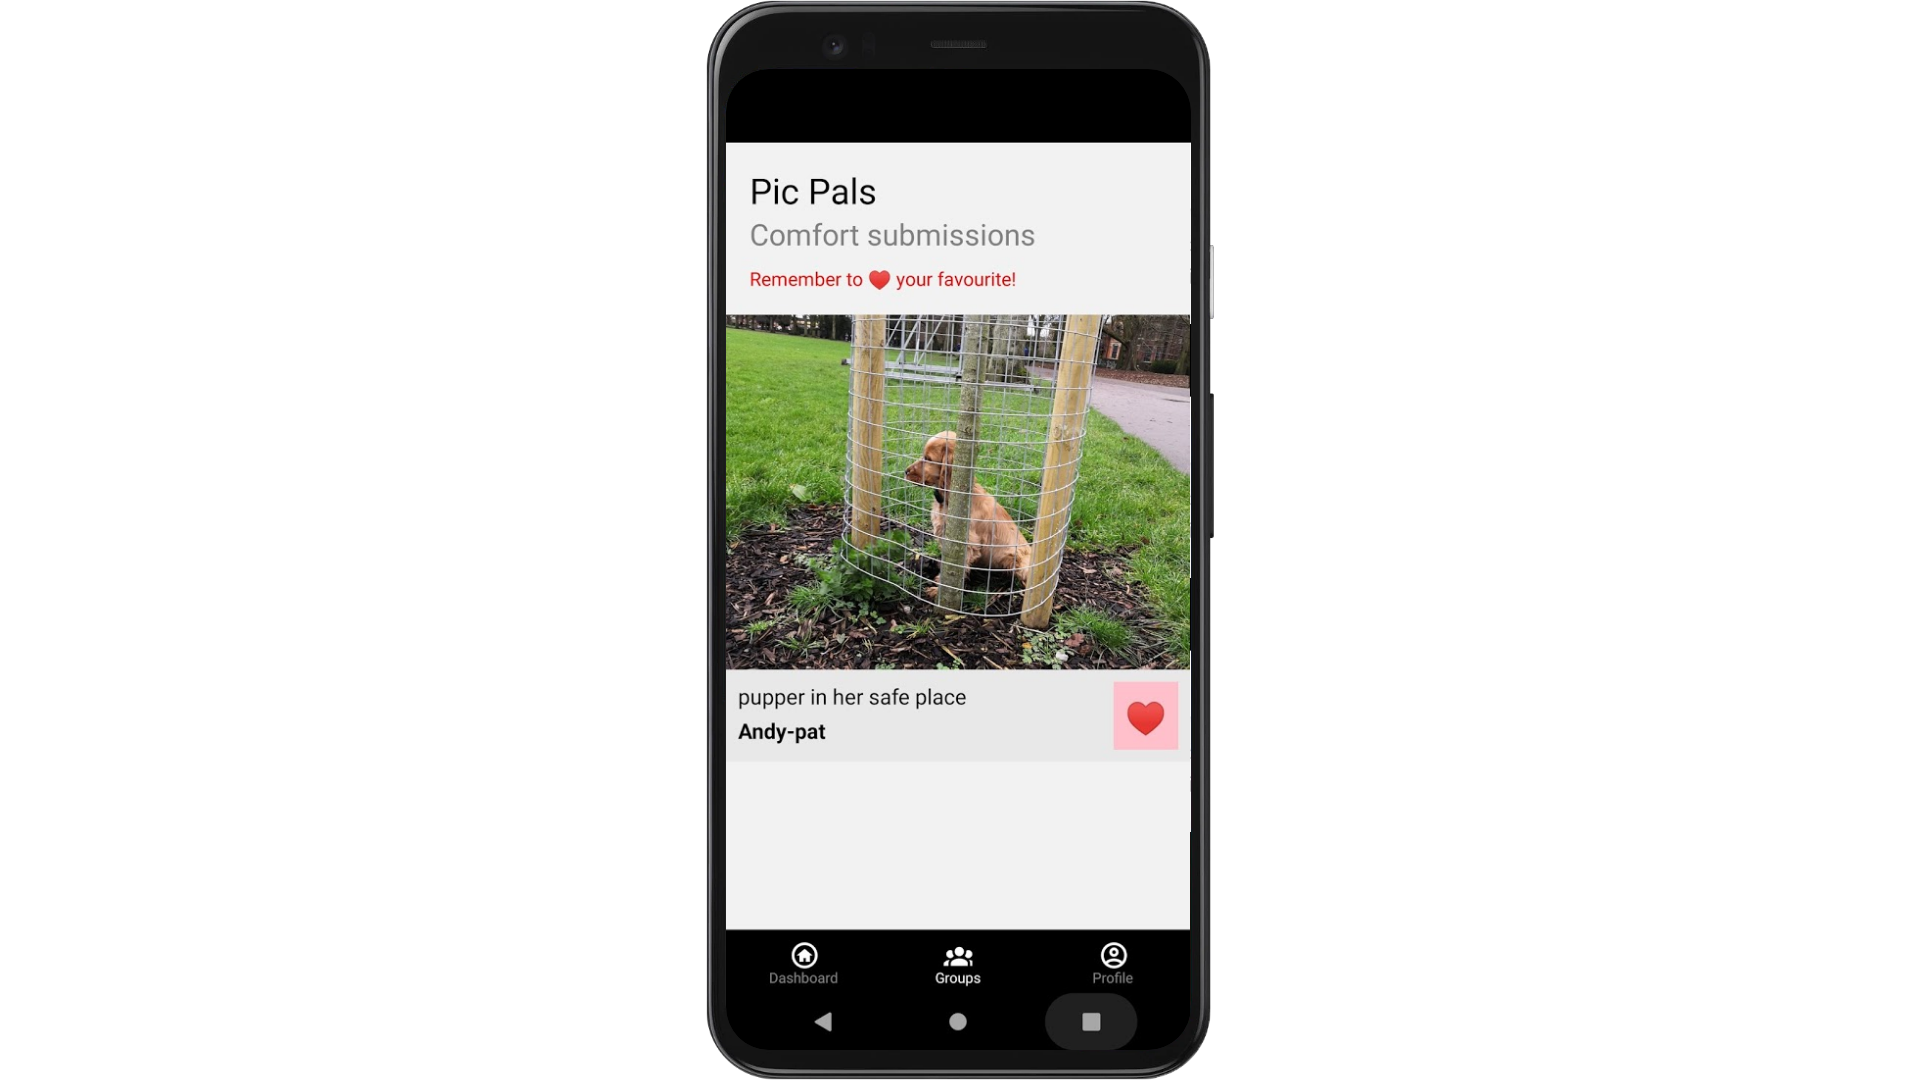 Pic Pals
Comfort submissions
Remember to ❤️ your favourite!
pupper in her safe place
Andy-pat
Dashboard
Groups
Profile